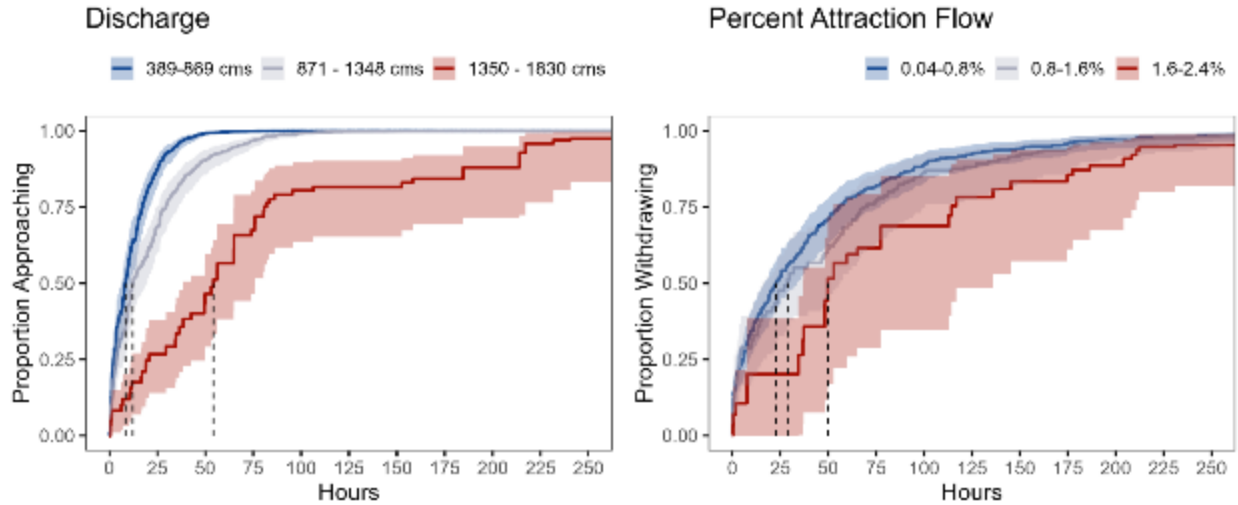 Discharge
389-869 cms 871 - 1348 cms 1350 - 1830 cms
Proportion Approaching
1.00
0.75
0.50
0.25
0.00
0 25 50 75 100 125 150 175 200 225 250
Hours
Percent Attraction Flow
0.04-0.8% 0.8-1.6% 1.6-2.4%
Proportion Withdrawing
1.00
0.75
0.50
0.25
0.00
0 25 50 75 100 125 150 175 200 225 250
Hours